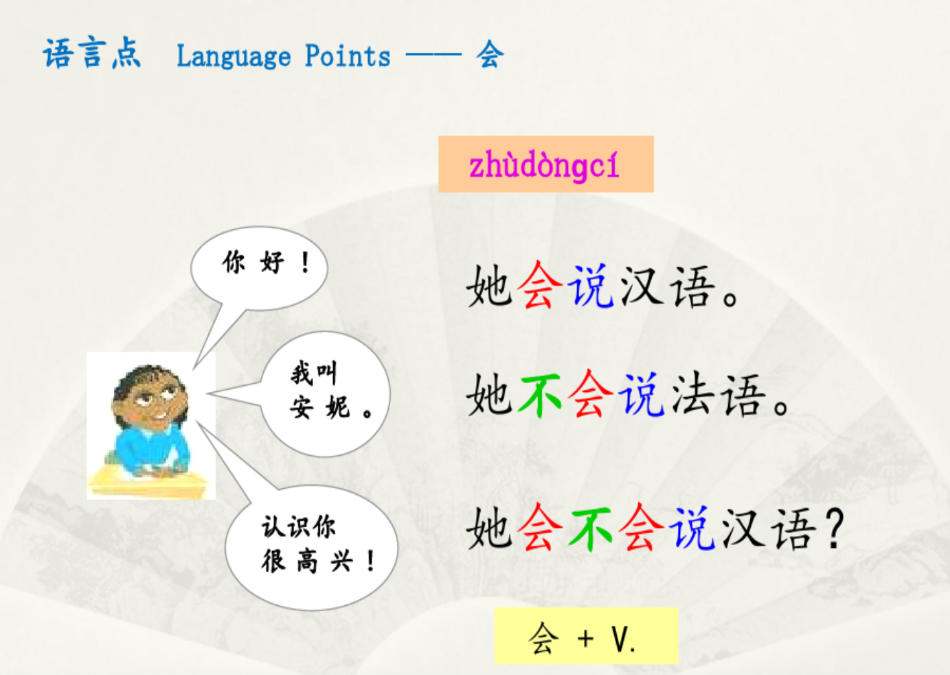 语言点 Language Points —— 会
zhùdòngcí
你好！
我叫
安妮。
认识你
很高兴！
她会说汉语。
她不会说法语。
她会不会说汉语？
会 + V.